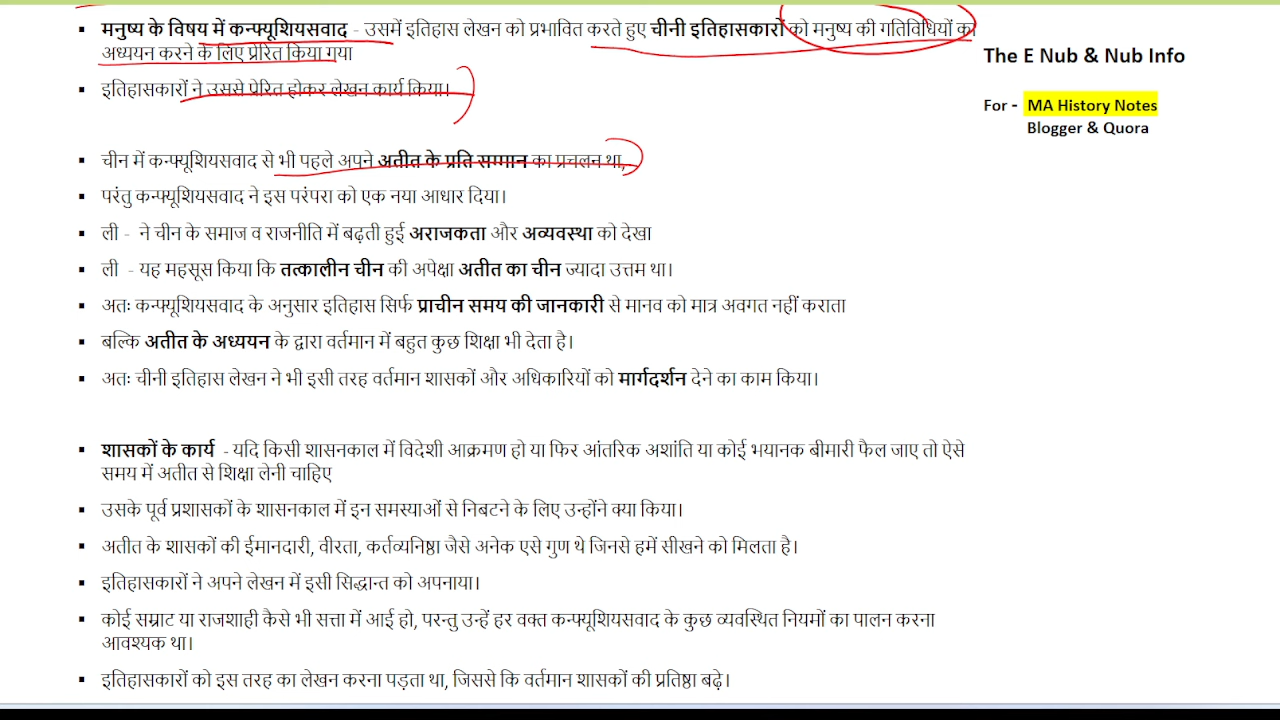 ▪ मनुष्य के विषय में कन्फ्यूशियसवाद - उसमें इतिहास लेखन को प्रभावित करते हुए चीनी इतिहासकारों को मनुष्य की गतिविधियों का
अध्ययन करने के लिए प्रेरित किया गया
The E Nub & Nub Info
▪ इतिहासकारों ने उससे प्रेरित होकर लेखन कार्य किया।
For - MA History Notes
Blogger & Quora
▪ चीन में कन्फ्यूशियसवाद से भी पहले अपने अतीत के प्रति सम्मान का प्रचलन था,
▪ परंतु कन्फ्यूशियसवाद ने इस परंपरा को एक नया आधार दिया।
▪ ली - ने चीन के समाज व राजनीति में बढ़ती हुई अराजकता और अव्यवस्था को देखा
▪ ली - यह महसूस किया कि तत्कालीन चीन की अपेक्षा अतीत का चीन ज्यादा उत्तम था।
▪ अतः कन्फ्यूशियसवाद के अनुसार इतिहास सिर्फ प्राचीन समय की जानकारी से मानव को मात्र अवगत नहीं कराता
▪ बल्कि अतीत के अध्ययन के द्वारा वर्तमान में बहुत कुछ शिक्षा भी देता है।
▪ अतः चीनी इतिहास लेखन ने भी इसी तरह वर्तमान शासकों और अधिकारियों को मार्गदर्शन देने का काम किया।
▪ शासकों के कार्य - यदि किसी शासनकाल में विदेशी आक्रमण हो या फिर आंतरिक अशांति या कोई भयानक बीमारी फैल जाए तो ऐसे
समय में अतीत से शिक्षा लेनी चाहिए
▪ उसके पूर्व प्रशासकों के शासनकाल में इन समस्याओं से निबटने के लिए उन्होंने क्या किया।
▪ अतीत के शासकों की ईमानदारी, वीरता, कर्तव्यनिष्ठा जैसे अनेक एसे गुण थे जिनसे हमें सीखने को मिलता है।
▪ इतिहासकारों ने अपने लेखन में इसी सिद्धान्त को अपनाया।
▪ कोई सम्राट या राजशाही कैसे भी सत्ता में आई हो, परन्तु उन्हें हर वक्त कन्फ्यूशियसवाद के कुछ व्यवस्थित नियमों का पालन करना
आवश्यक था।
▪ इतिहासकारों को इस तरह का लेखन करना पड़ता था, जिससे कि वर्तमान शासकों की प्रतिष्ठा बढ़े।